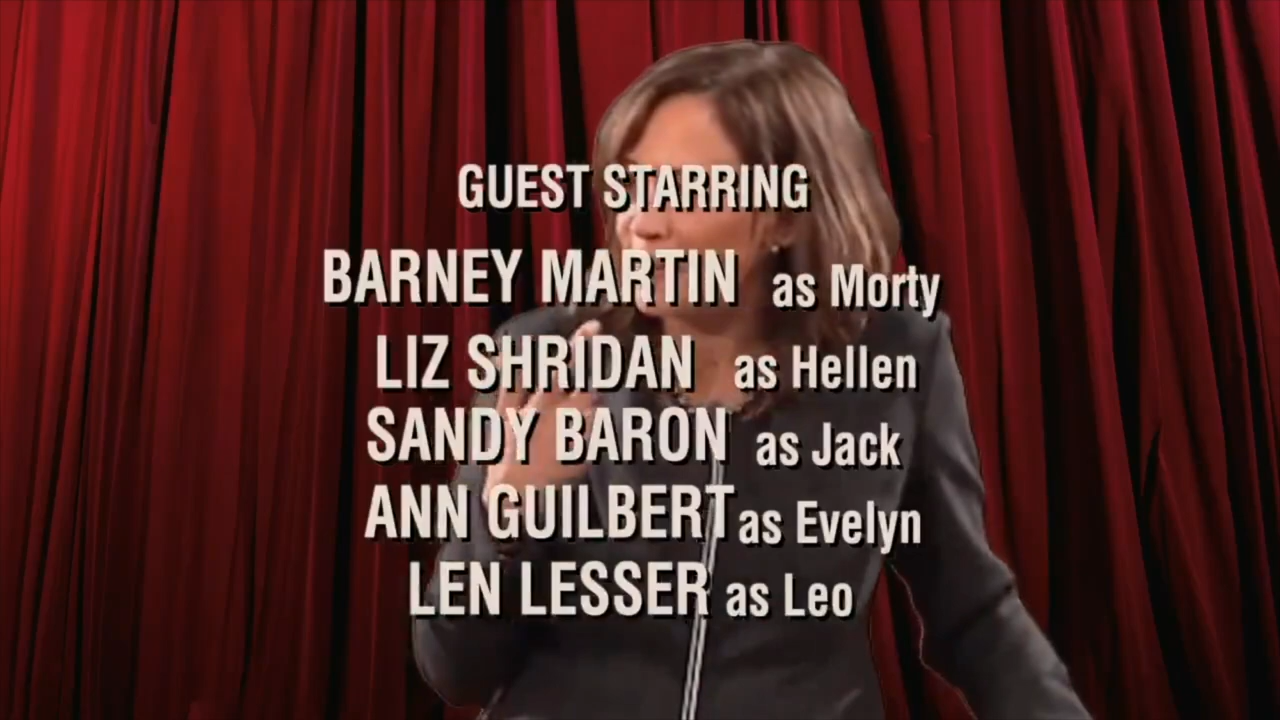 GUEST STARRING
BARNEY MARTIN as Morty
LIZ SHRIDAN as Hellen
SANDY BARON as Jack
ANN GUILBERT as Evelyn
LEN LESSER as Leo